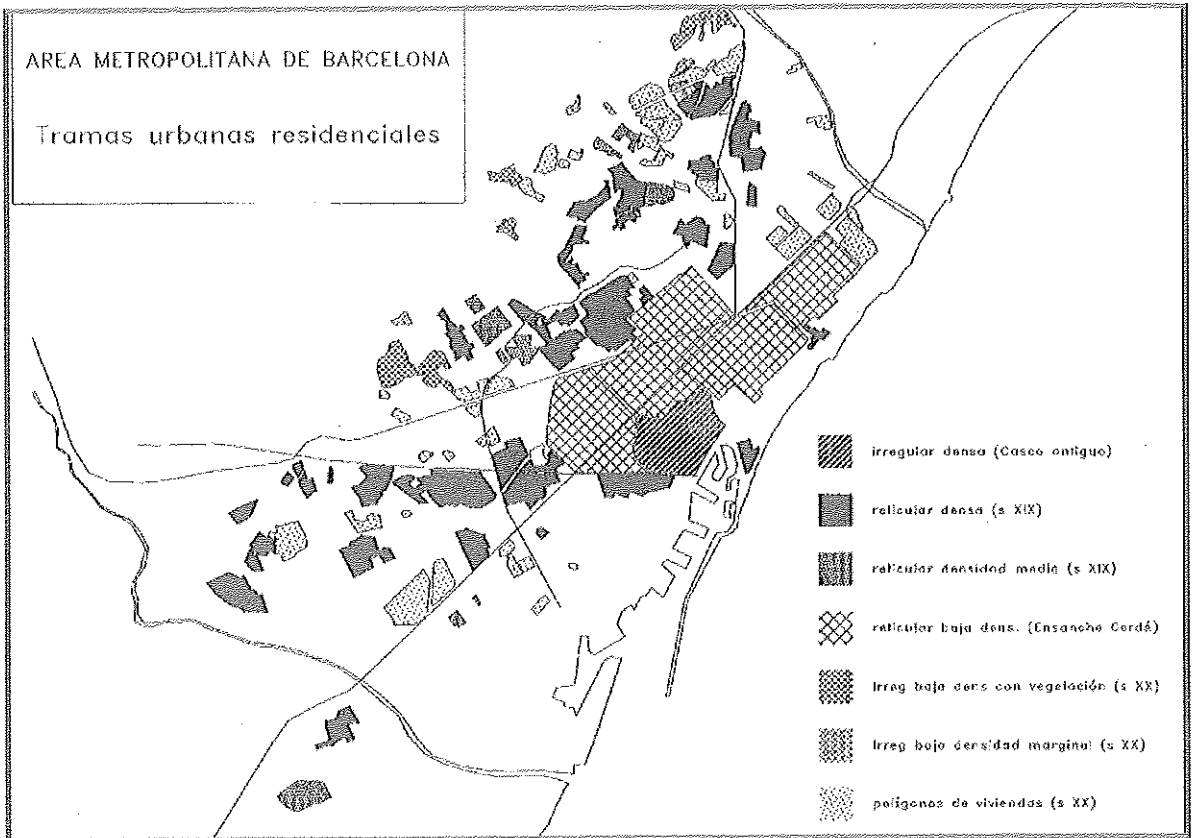 AREA METROPOLITANA DE BARCELONA
Tramas urbanas residenciales
irregular densa (Casco antiguo)
reticular densa (s XIX)
reticular densidad media (s XIX)
reticular baja dens. (Ensanche Cerdá)
Irreg baja dens con vegelación (s XX)
Irreg baja densidad marginal (s XX)
polígonos de viviendas (s XX)